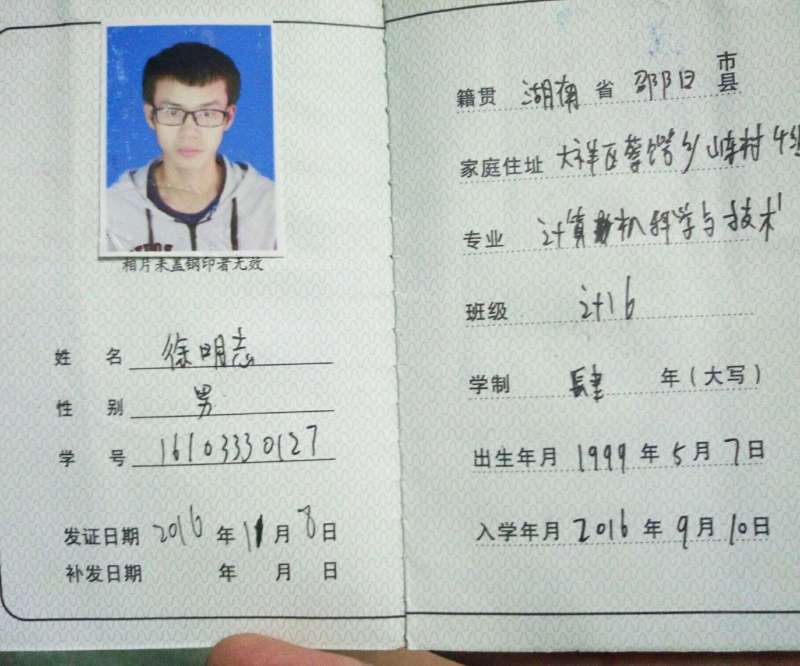 相片未盖钢印者无效
姓 名 徐明志
性 别 男
学 号 16103330127
发证日期 2016 年 11 月 8 日
补发日期 年 月 日
籍贯 湖南 省 邵阳 市县
家庭住址 大祥区 乡 村 4组
专业 计算机科学与技术
班级 计16
学制 肆 年(大写)
出生年月 1999 年 5 月 7 日
入学年月 2016 年 9 月 10 日